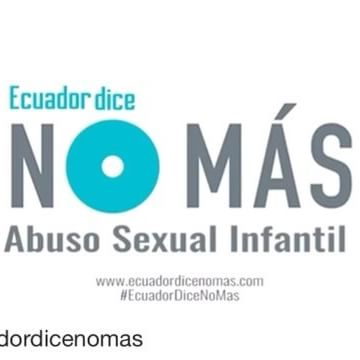 Ecuador dice
NO MÁS
Abuso Sexual Infantil
www.ecuadordicenomas.com
#EcuadorDiceNoMas
dordicenomas